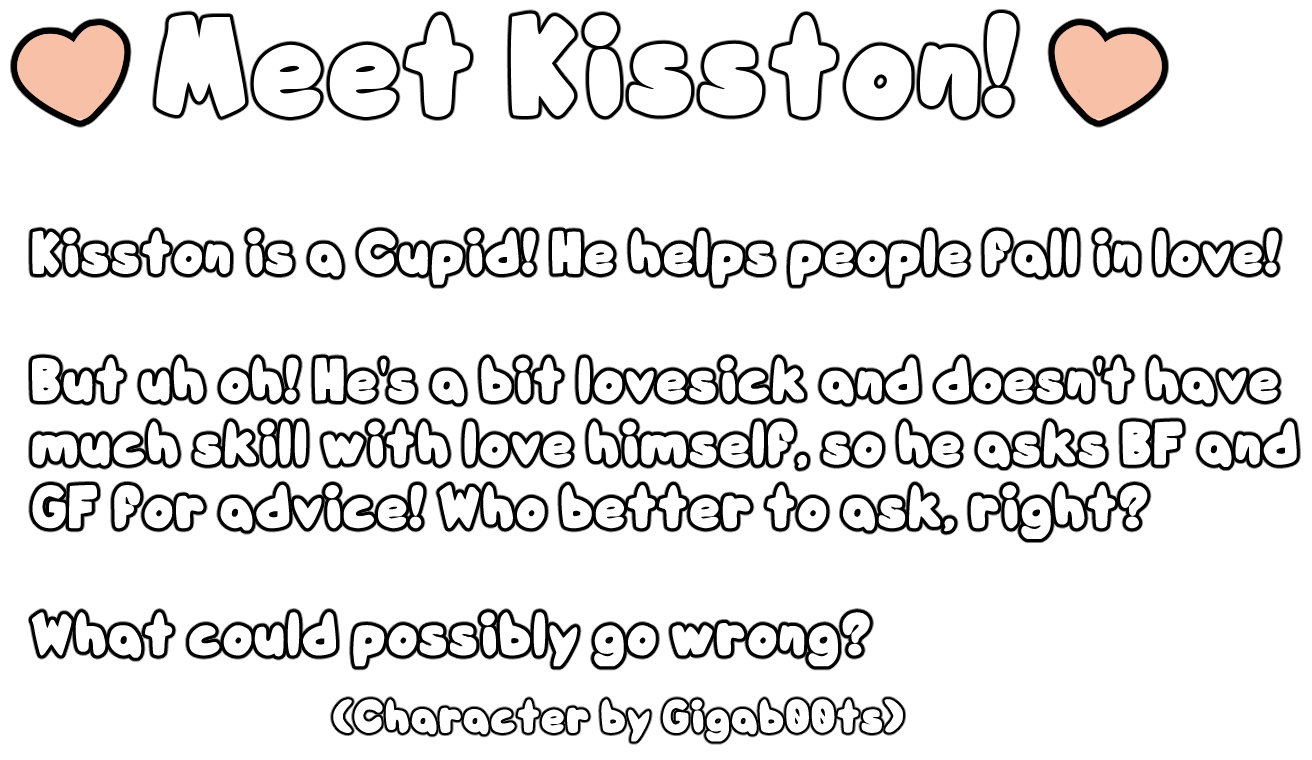 Meet Kisston!
Kisston is a Cupid! He helps people fall in love!
But uh oh! He's a bit lovesick and doesn't have
much skill with love himself, so he asks BF and
GF for advice! Who better to ask, right?
What could possibly go wrong?
(Character by Gigab00ts)